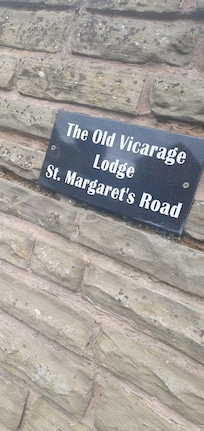 The Old Vicarage
Lodge
St. Margaret's Road